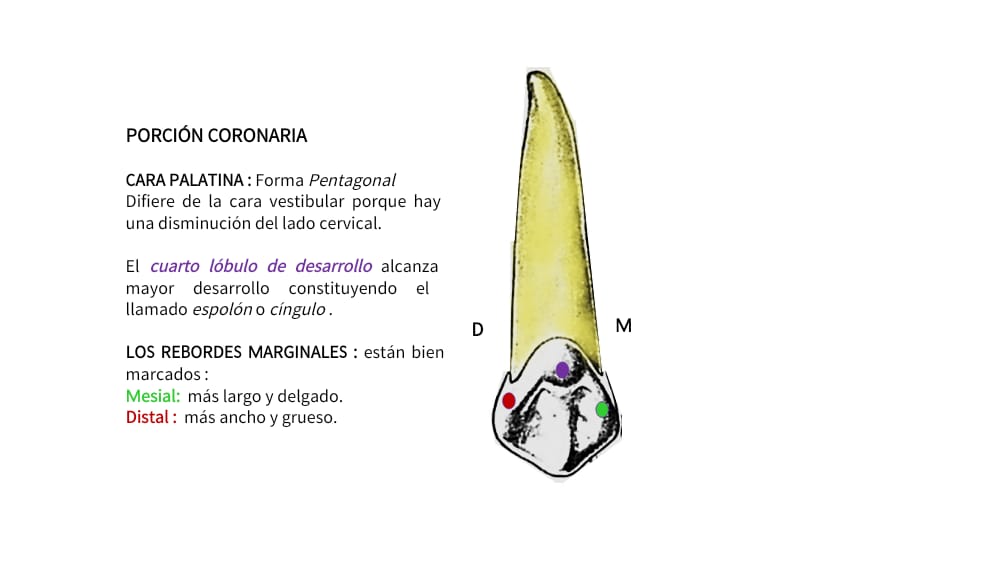 PORCIÓN CORONARIA
CARA PALATINA : Forma Pentagonal
Difiere de la cara vestibular porque hay
una disminución del lado cervical.
El cuarto lóbulo de desarrollo alcanza
mayor desarrollo constituyendo el
llamado espolón o cíngulo .
LOS REBORDES MARGINALES : están bien
marcados :
Mesial: más largo y delgado.
Distal : más ancho y grueso.
D
M